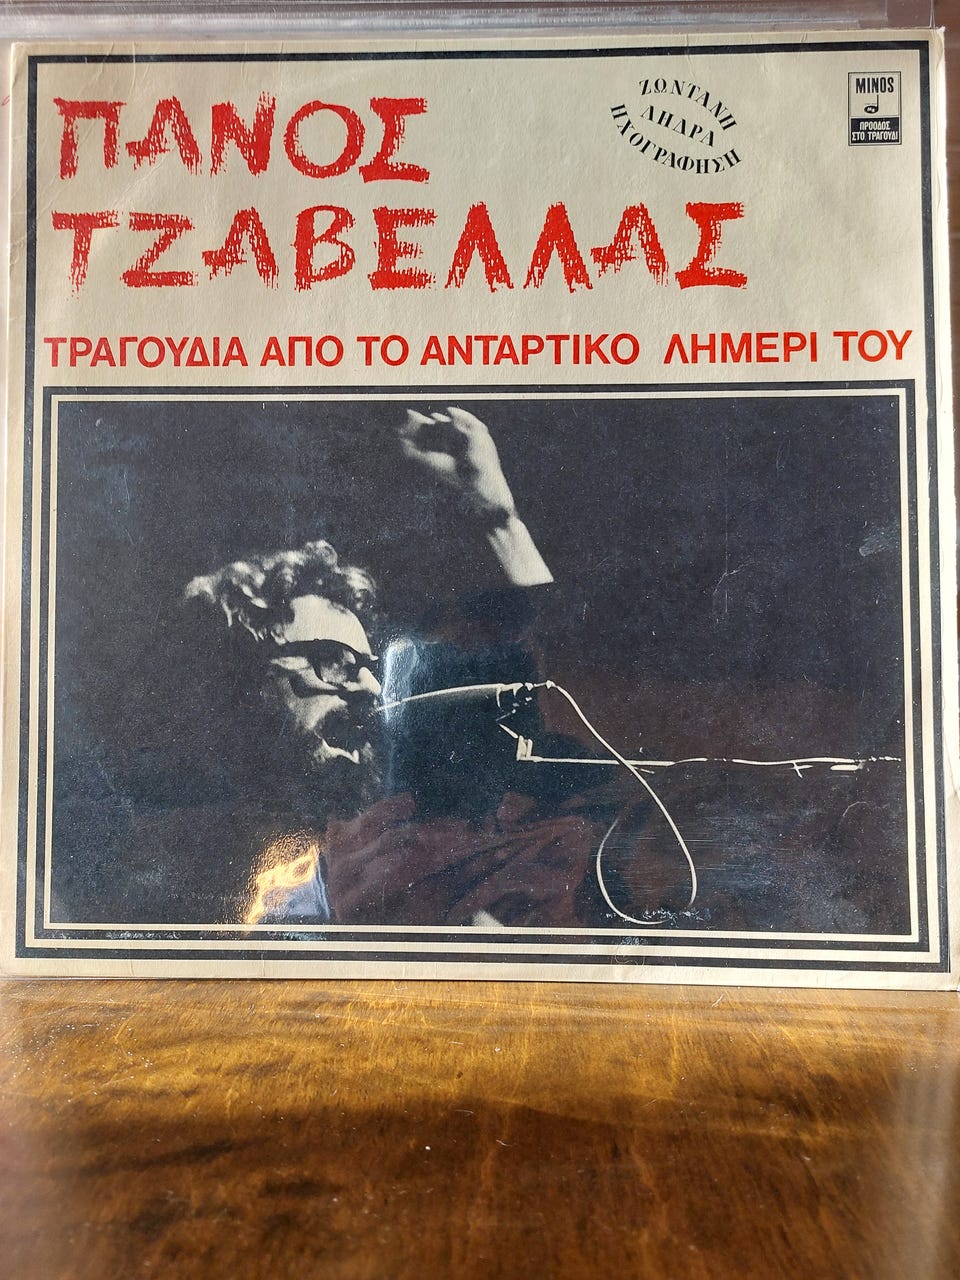 ΠΑΝΟΣ
ΤΖΑΒΕΛΛΑΣ
ΖΩΝΤΑΝΗ
ΛΗΔΡΑ
ΗΧΟΓΡΑΦΗΣΗ
MINOS
ΠΡΟΟΔΟΣ
ΣΤΟ ΤΡΑΓΟΥΔΙ
ΤΡΑΓΟΥΔΙΑ ΑΠΟ ΤΟ ΑΝΤΑΡΤΙΚΟ ΛΗΜΕΡΙ ΤΟΥ